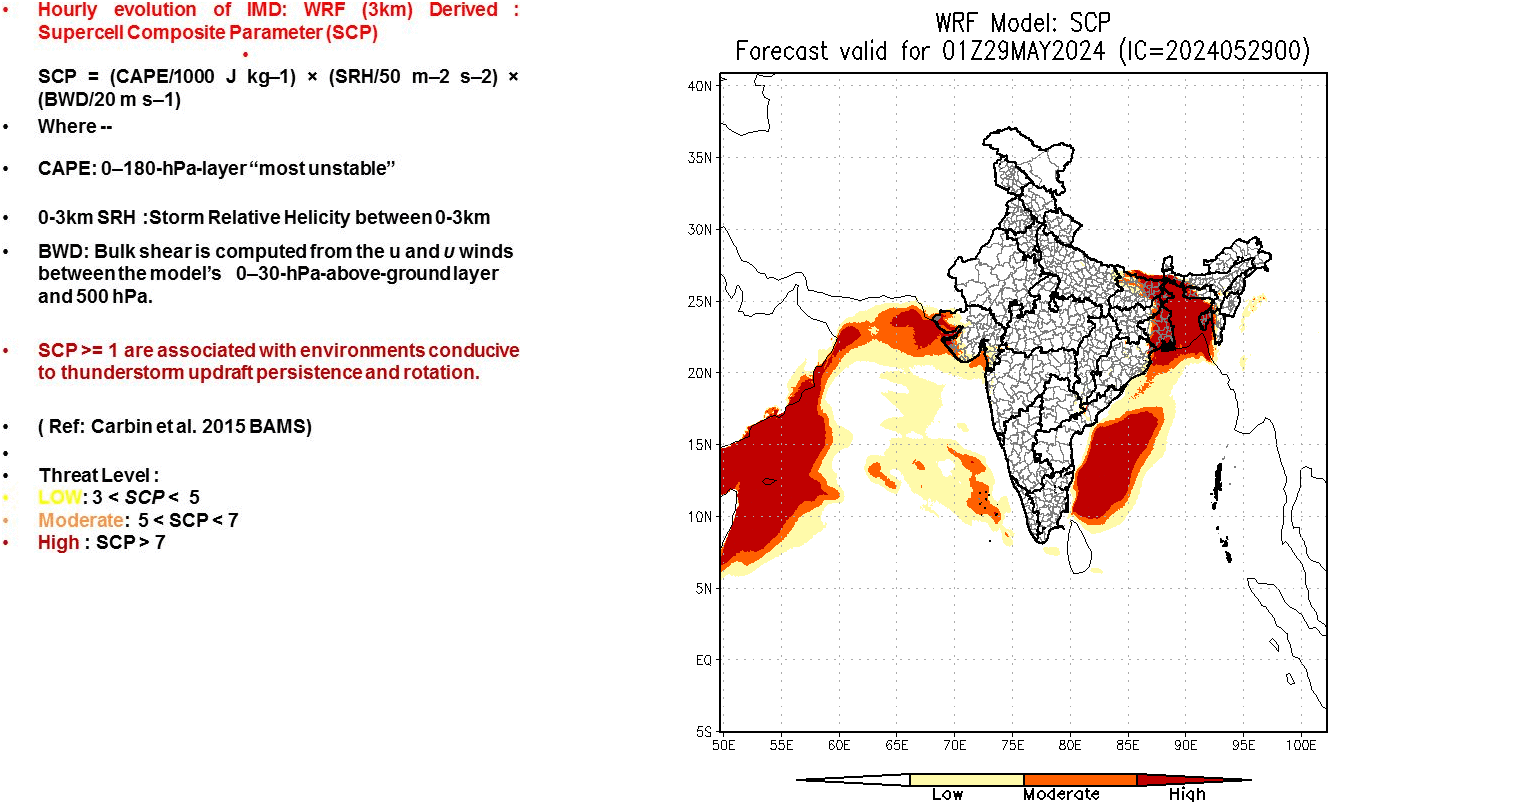 • Hourly evolution of IMD: WRF (3km) Derived :
Supercell Composite Parameter (SCP)
•
SCP = (CAPE/1000 J kg–1) × (SRH/50 m–2 s–2) ×
(BWD/20 m s–1)
• Where --
• CAPE: 0–180-hPa-layer “most unstable”
• 0-3km SRH :Storm Relative Helicity between 0-3km
• BWD: Bulk shear is computed from the u and υ winds
between the model’s 0–30-hPa-above-ground layer
and 500 hPa.
• SCP >= 1 are associated with environments conducive
to thunderstorm updraft persistence and rotation.
• ( Ref: Carbin et al. 2015 BAMS)
•
• Threat Level :
• LOW: 3 < SCP < 5
• Moderate: 5 < SCP < 7
• High : SCP > 7
WRF Model: SCP
Forecast valid for 01Z29MAY2024 (IC=2024052900)
40N
35N
30N
25N
20N
15N
10N
5N
EQ
5S
50E 55E 60E 65E 70E 75E 80E 85E 90E 95E 100E
Low Moderate High